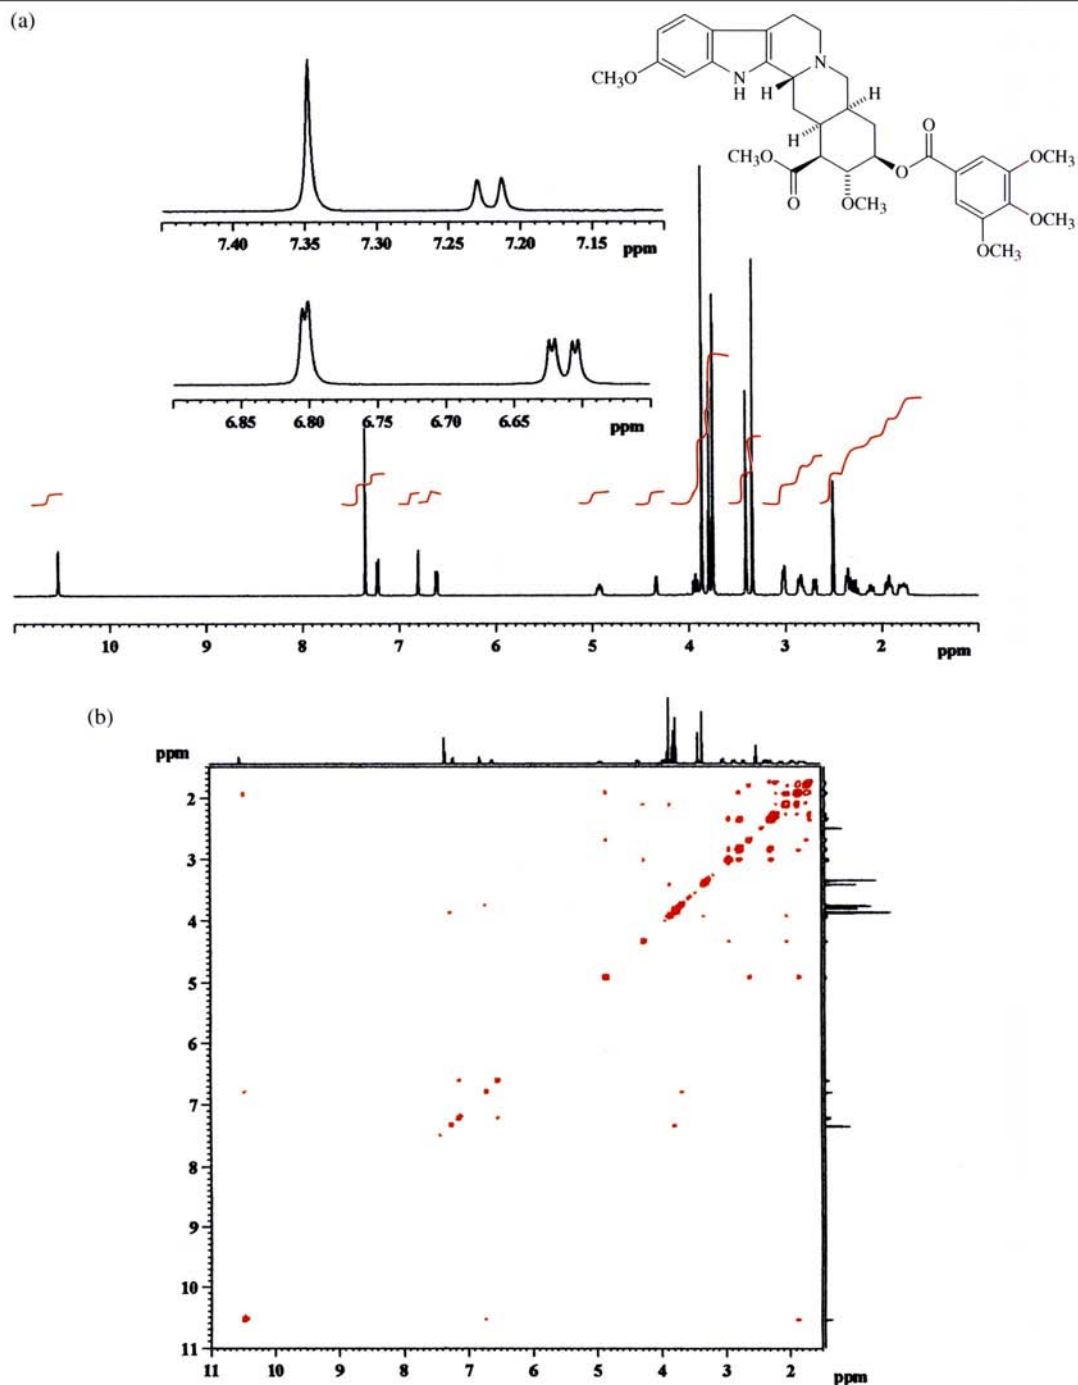 (a)
CH₃O
N
H
H
N
H
H
CH₃O
O
OCH₃
O
O
OCH₃
OCH₃
OCH₃
7.40 7.35 7.30 7.25 7.20 7.15 ppm
6.85 6.80 6.75 6.70 6.65 ppm
10 9 8 7 6 5 4 3 2 ppm
(b)
ppm
2
3
4
5
6
7
8
9
10
11
11 10 9 8 7 6 5 4 3 2 ppm